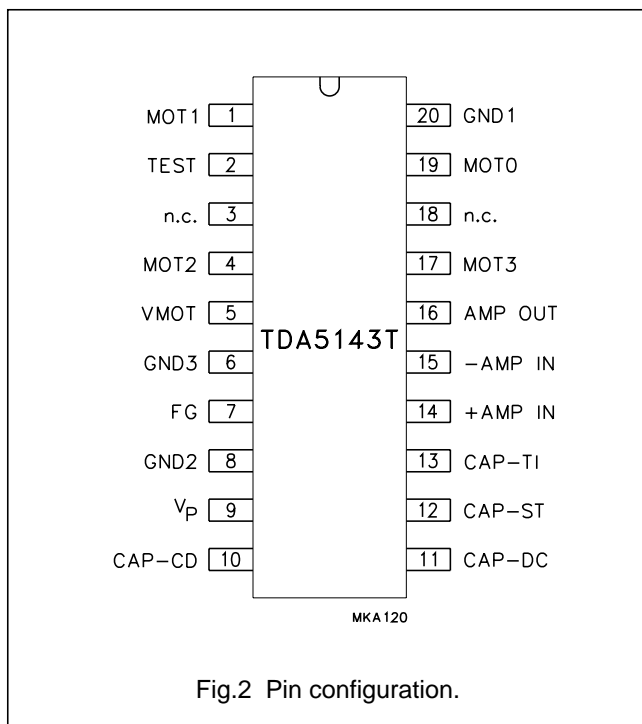 MOT1 1 20 GND1
TEST 2 19 MOT0
n.c. 3 18 n.c.
MOT2 4 17 MOT3
VMOT 5 16 AMP OUT
TDA5143T
GND3 6 15 -AMP IN
FG 7 14 +AMP IN
GND2 8 13 CAP-TI
VP 9 12 CAP-ST
CAP-CD 10 11 CAP-DC
MKA120
Fig.2 Pin configuration.